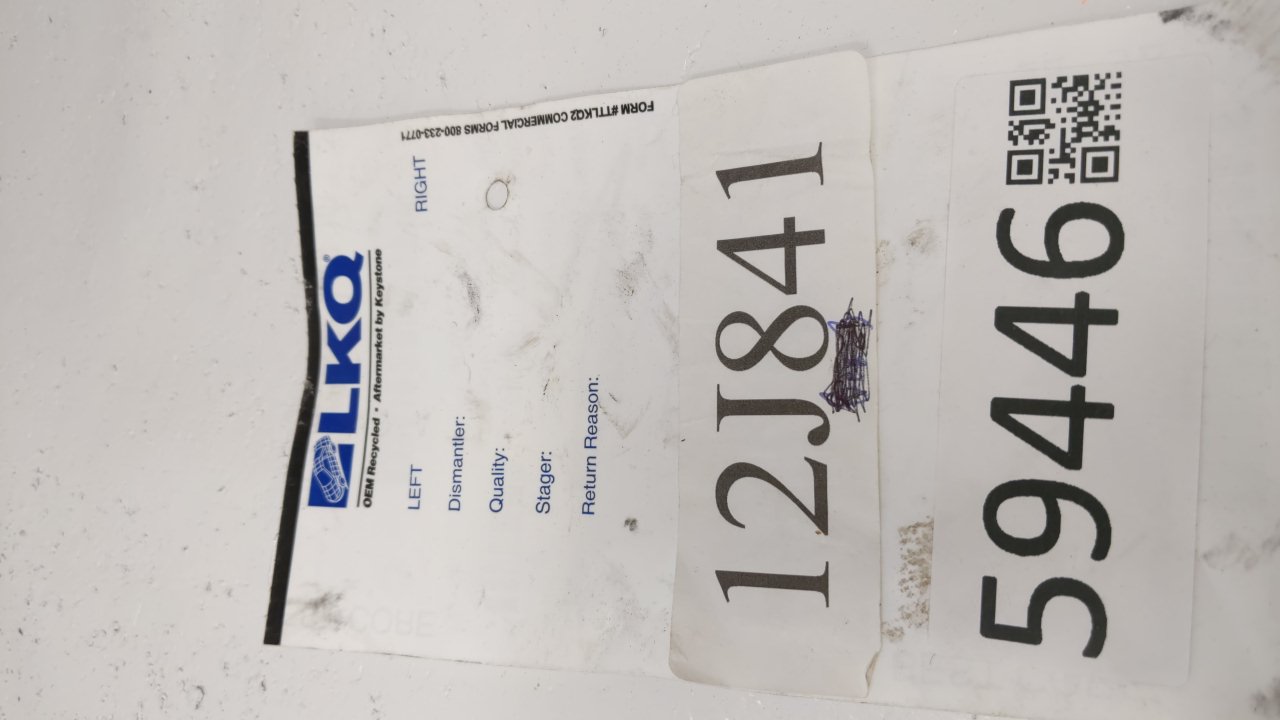 LKQ®
OEM Recycled • Aftermarket by Keystone
LEFT RIGHT
Dismantler:
Quality:
Stager:
Return Reason:
FORM #TTLKQ2 COMMERCIAL FORMS 800-233-0771
12J841
59446